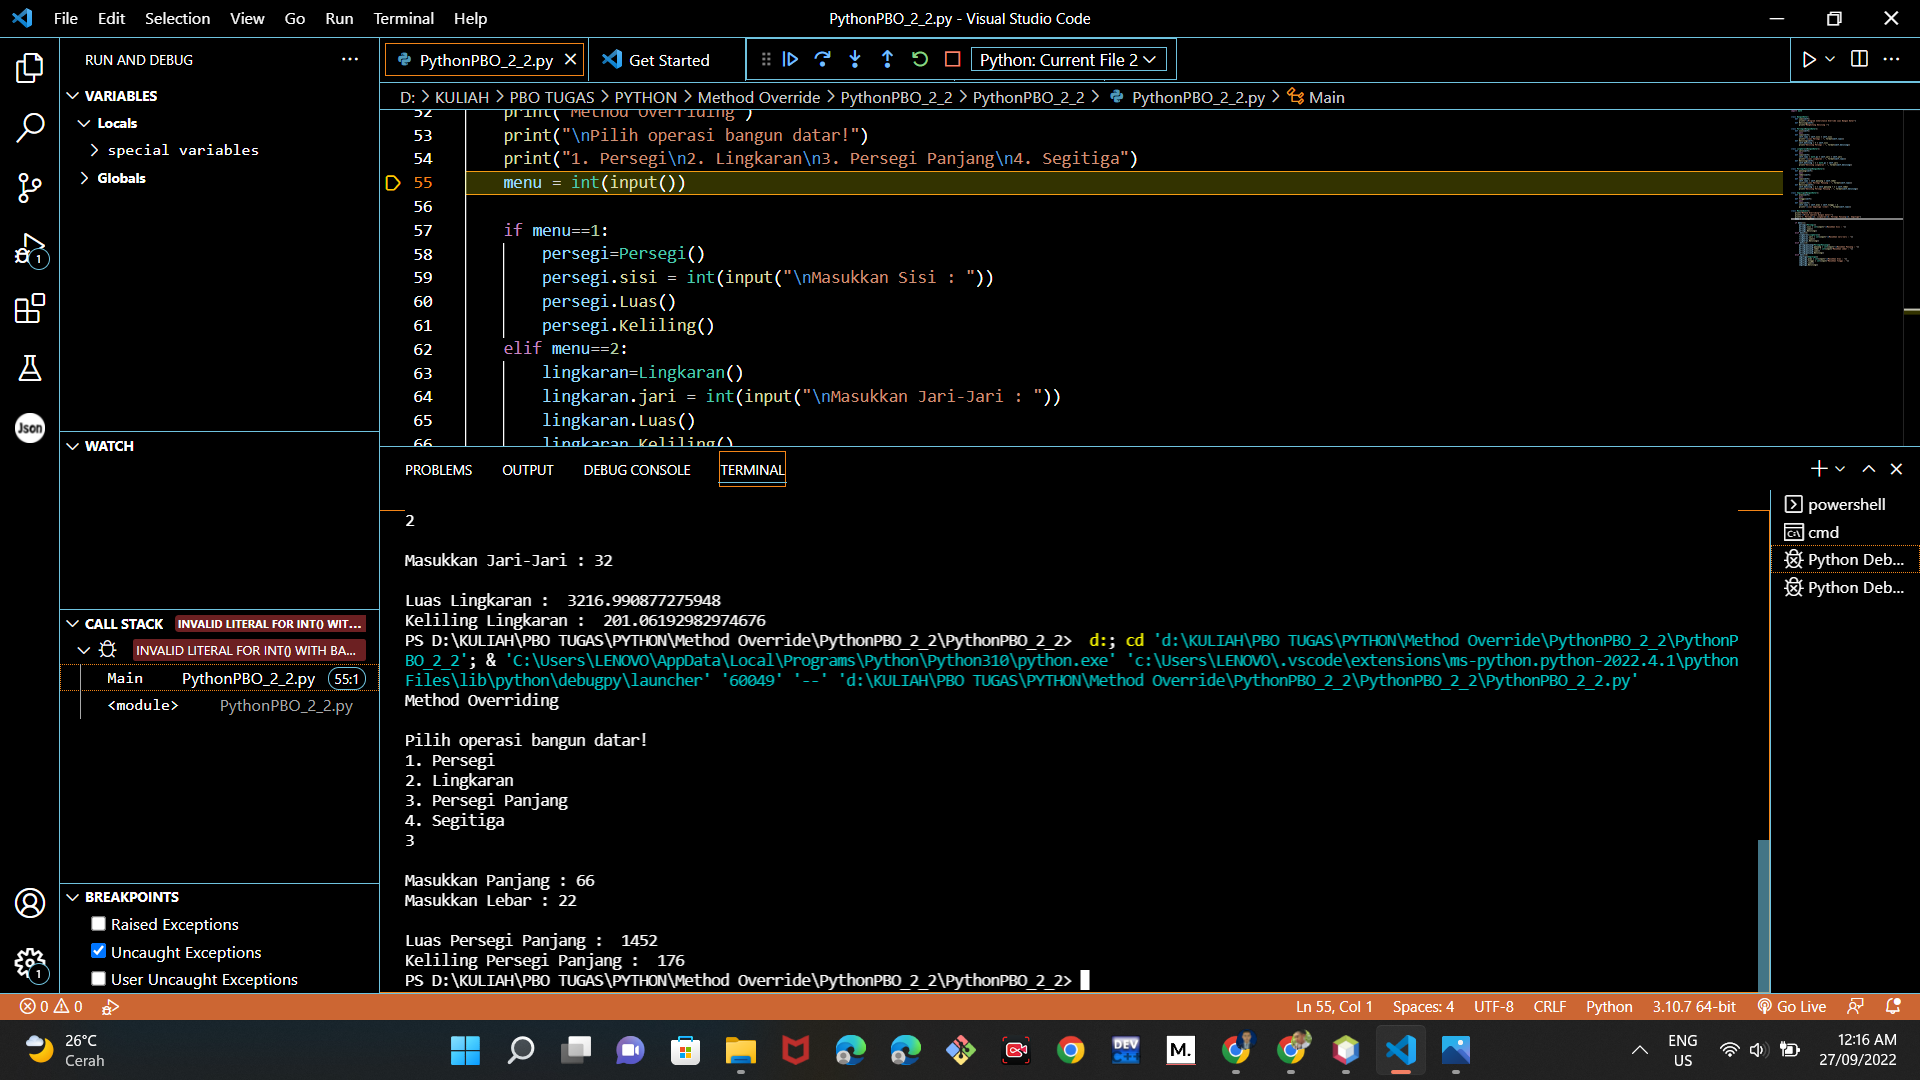 File Edit Selection View Go Run Terminal Help
PythonPBO_2_2.py - Visual Studio Code
RUN AND DEBUG
VARIABLES
Locals
special variables
Globals
WATCH
CALL STACK INVALID LITERAL FOR INT() WIT...
INVALID LITERAL FOR INT() WITH BA...
Main PythonPBO_2_2.py 55:1
<module> PythonPBO_2_2.py
BREAKPOINTS
Raised Exceptions
Uncaught Exceptions
User Uncaught Exceptions
Json
1
1
PythonPBO_2_2.py Get Started Python: Current File 2
D: > KULIAH > PBO TUGAS > PYTHON > Method Override > PythonPBO_2_2 > PythonPBO_2_2 > PythonPBO_2_2.py > Main
52 print("Method Overriding")
53 print("\nPilih operasi bangun datar!")
54 print("1. Persegi\n2. Lingkaran\n3. Persegi Panjang\n4. Segitiga")
55 menu = int(input())
56
57 if menu==1:
58 persegi=Persegi()
59 persegi.sisi = int(input("\nMasukkan Sisi : "))
60 persegi.Luas()
61 persegi.Keliling()
62 elif menu==2:
63 lingkaran=Lingkaran()
64 lingkaran.jari = int(input("\nMasukkan Jari-Jari : "))
65 lingkaran.Luas()
66 lingkaran.Keliling()
PROBLEMS OUTPUT DEBUG CONSOLE TERMINAL
powershell
cmd
Python Deb...
Python Deb...
2
Masukkan Jari-Jari : 32
Luas Lingkaran :  3216.990877275948
Keliling Lingkaran :  201.06192982974676
PS D:\KULIAH\PBO TUGAS\PYTHON\Method Override\PythonPBO_2_2\PythonPBO_2_2>  d:; cd 'd:\KULIAH\PBO TUGAS\PYTHON\Method Override\PythonPBO_2_2\PythonP
BO_2_2'; & 'C:\Users\LENOVO\AppData\Local\Programs\Python\Python310\python.exe' 'c:\Users\LENOVO\.vscode\extensions\ms-python.python-2022.4.1\python
Files\lib\python\debugpy\launcher' '60049' '--' 'd:\KULIAH\PBO TUGAS\PYTHON\Method Override\PythonPBO_2_2\PythonPBO_2_2\PythonPBO_2_2.py'
Method Overriding
Pilih operasi bangun datar!
1. Persegi
2. Lingkaran
3. Persegi Panjang
4. Segitiga
3
Masukkan Panjang : 66
Masukkan Lebar : 22
Luas Persegi Panjang :  1452
Keliling Persegi Panjang :  176
PS D:\KULIAH\PBO TUGAS\PYTHON\Method Override\PythonPBO_2_2\PythonPBO_2_2>
0 0 Ln 55, Col 1 Spaces: 4 UTF-8 CRLF Python 3.10.7 64-bit Go Live
26°C
Cerah
DEV C++
M.
ENG
US
12:16 AM
27/09/2022